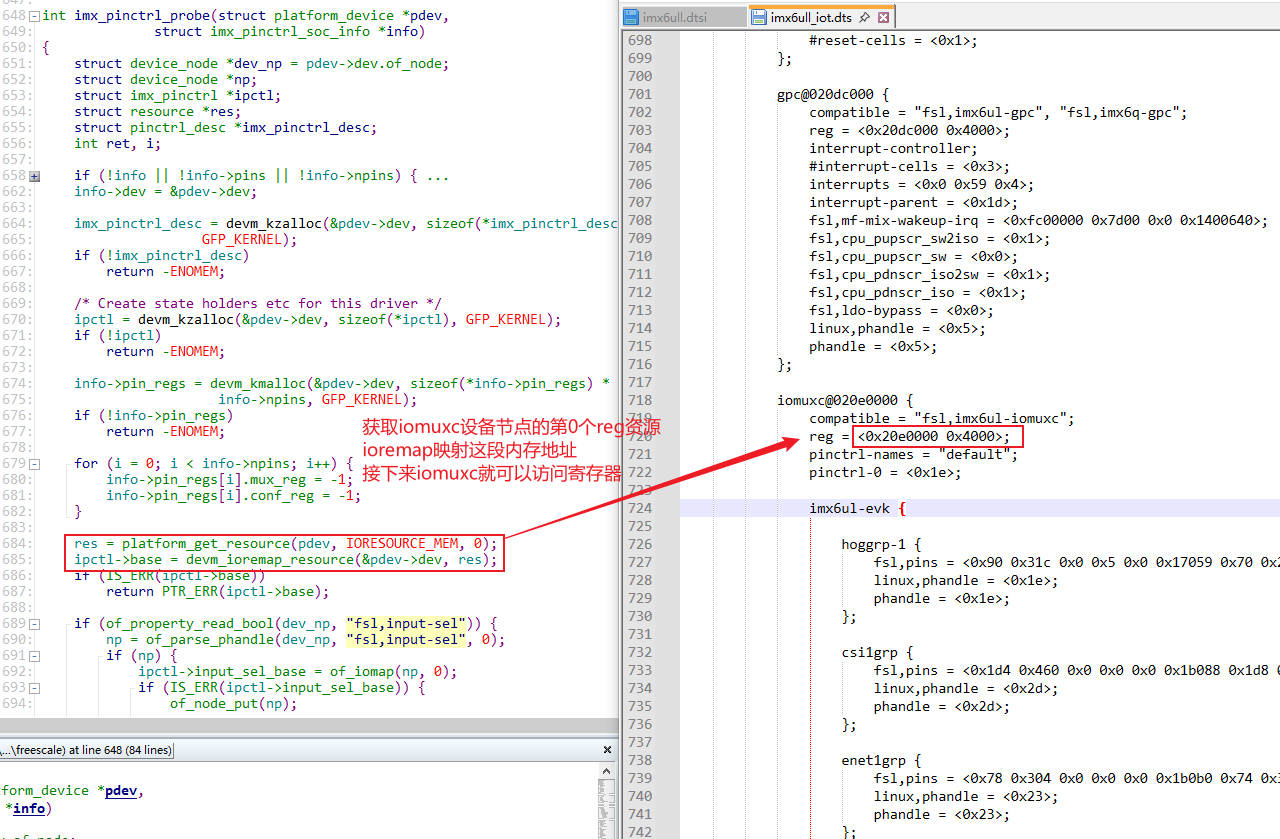 648 int imx_pinctrl_probe(struct platform_device *pdev,
649: struct imx_pinctrl_soc_info *info)
650: {
651: struct device_node *dev_np = pdev->dev.of_node;
652: struct device_node *np;
653: struct imx_pinctrl *ipctl;
654: struct resource *res;
655: struct pinctrl_desc *imx_pinctrl_desc;
656: int ret, i;
657:
658 if (!info || !info->pins || !info->npins) { ...
662: info->dev = &pdev->dev;
663:
664: imx_pinctrl_desc = devm_kzalloc(&pdev->dev, sizeof(*imx_pinctrl_desc
665: GFP_KERNEL);
666: if (!imx_pinctrl_desc)
667: return -ENOMEM;
668:
669: /* Create state holders etc for this driver */
670: ipctl = devm_kzalloc(&pdev->dev, sizeof(*ipctl), GFP_KERNEL);
671: if (!ipctl)
672: return -ENOMEM;
673:
674: info->pin_regs = devm_kmalloc(&pdev->dev, sizeof(*info->pin_regs) *
675: info->npins, GFP_KERNEL);
676: if (!info->pin_regs)
677: return -ENOMEM;
678:
679 for (i = 0; i < info->npins; i++) {
680: info->pin_regs[i].mux_reg = -1;
681: info->pin_regs[i].conf_reg = -1;
682: }
683:
684: res = platform_get_resource(pdev, IORESOURCE_MEM, 0);
685: ipctl->base = devm_ioremap_resource(&pdev->dev, res);
686: if (IS_ERR(ipctl->base))
687: return PTR_ERR(ipctl->base);
688:
689 if (of_property_read_bool(dev_np, "fsl,input-sel")) {
690: np = of_parse_phandle(dev_np, "fsl,input-sel", 0);
691 if (np) {
692: ipctl->input_sel_base = of_iomap(np, 0);
693 if (IS_ERR(ipctl->input_sel_base)) {
694: of_node_put(np);
获取iomuxc设备节点的第0个reg资源
ioremap映射这段内存地址
接下来iomuxc就可以访问寄存器
\...\freescale) at line 648 (84 lines)
tform_device *pdev,
*info)
imx6ull.dtsi
imx6ull_iot.dts
698 #reset-cells = <0x1>;
699 };
700
701 gpc@020dc000 {
702 compatible = "fsl,imx6ul-gpc", "fsl,imx6q-gpc";
703 reg = <0x20dc000 0x4000>;
704 interrupt-controller;
705 #interrupt-cells = <0x3>;
706 interrupts = <0x0 0x59 0x4>;
707 interrupt-parent = <0x1d>;
708 fsl,mf-mix-wakeup-irq = <0xfc00000 0x7d00 0x0 0x1400640>;
709 fsl,cpu_pupscr_sw2iso = <0x1>;
710 fsl,cpu_pupscr_sw = <0x0>;
711 fsl,cpu_pdnscr_iso2sw = <0x1>;
712 fsl,cpu_pdnscr_iso = <0x1>;
713 fsl,ldo-bypass = <0x0>;
714 linux,phandle = <0x5>;
715 phandle = <0x5>;
716 };
717
718 iomuxc@020e0000 {
719 compatible = "fsl,imx6ul-iomuxc";
720 reg = <0x20e0000 0x4000>;
721 pinctrl-names = "default";
722 pinctrl-0 = <0x1e>;
723
724 imx6ul-evk {
725
726 hoggrp-1 {
727 fsl,pins = <0x90 0x31c 0x0 0x5 0x0 0x17059 0x70 0x2
728 linux,phandle = <0x1e>;
729 phandle = <0x1e>;
730 };
731
732 csi1grp {
733 fsl,pins = <0x1d4 0x460 0x0 0x0 0x0 0x1b088 0x1d8
734 linux,phandle = <0x2d>;
735 phandle = <0x2d>;
736 };
737
738 enet1grp {
739 fsl,pins = <0x78 0x304 0x0 0x0 0x0 0x1b0b0 0x74
740 linux,phandle = <0x23>;
741 phandle = <0x23>;
742 };